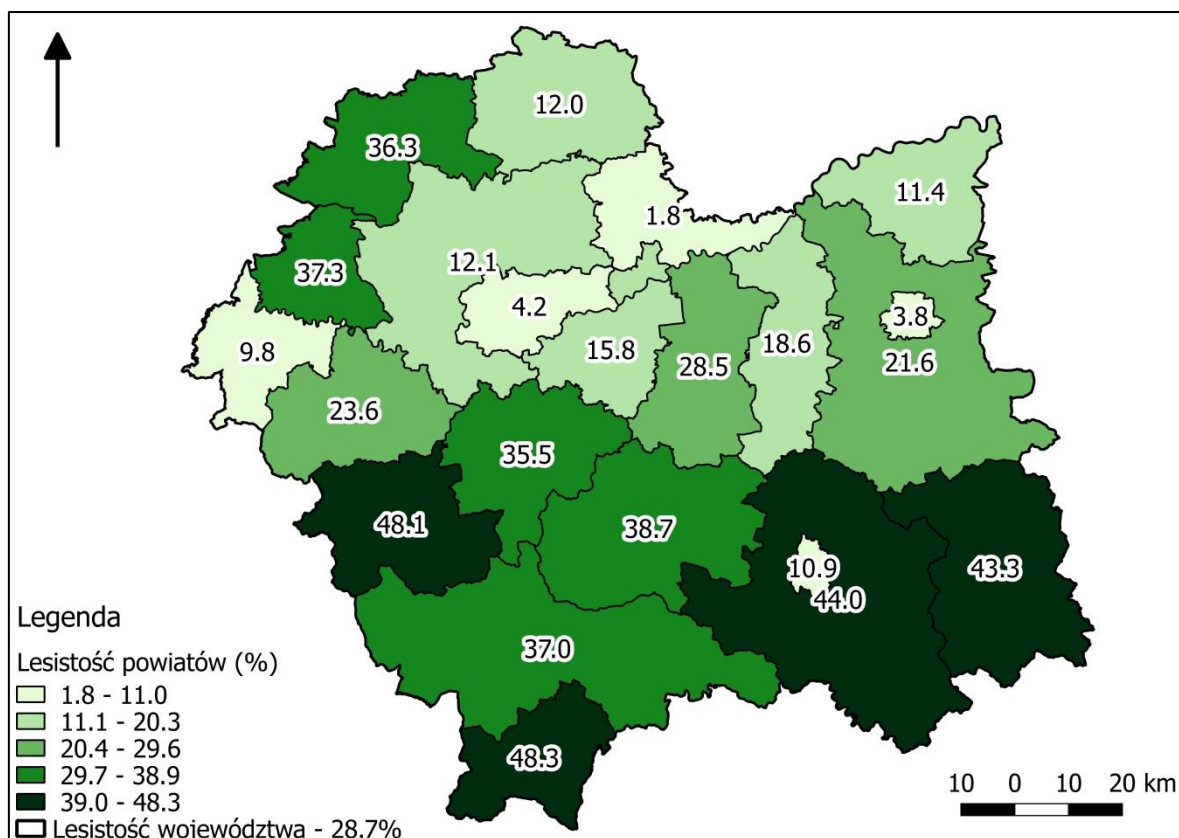 12.0
36.3
11.4
1.8
12.1
37.3
4.2
3.8
9.8
15.8
18.6
28.5
21.6
23.6
35.5
48.1
38.7
10.9
43.3
44.0
37.0
48.3
Legenda
Lesistość powiatów (%)
1.8 - 11.0
11.1 - 20.3
20.4 - 29.6
29.7 - 38.9
39.0 - 48.3
Lesistość województwa - 28.7%
10 0 10 20 km